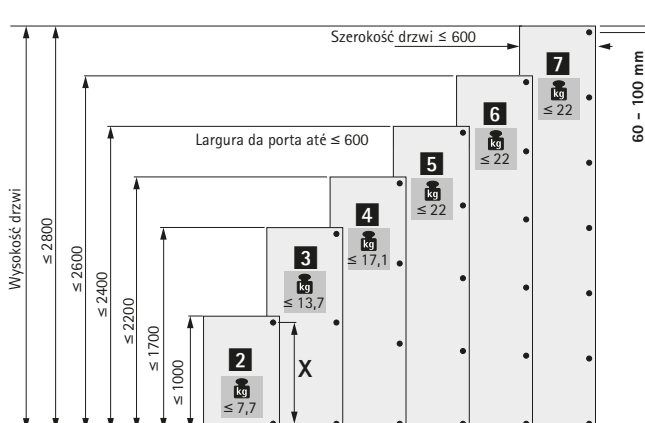 Szerokość drzwi ≤ 600
7
kg
≤ 22
60 – 100 mm
6
kg
≤ 22
Largura da porta até ≤ 600
5
kg
≤ 22
4
kg
≤ 17,1
3
kg
≤ 13,7
2
kg
≤ 7,7
X
Wysokość drzwi
≤ 2800
≤ 2600
≤ 2400
≤ 2200
≤ 1700
≤ 1000